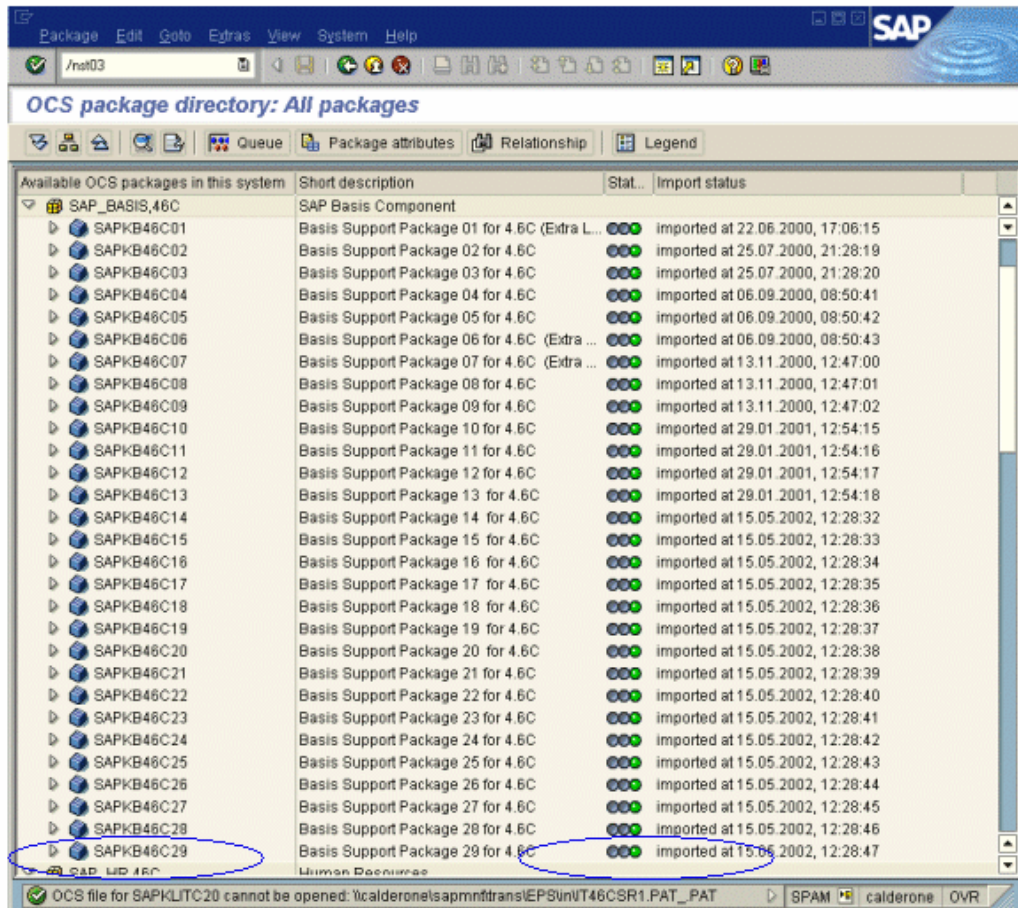 Package Edit Goto Extras View System Help
SAP
/nst03
OCS package directory: All packages
Queue Package attributes Relationship Legend
Available OCS packages in this system Short description Stat... Import status
SAP_BASIS,46C SAP Basis Component
SAPKB46C01 Basis Support Package 01 for 4.6C (Extra L... imported at 22.06.2000, 17:06:15
SAPKB46C02 Basis Support Package 02 for 4.6C imported at 25.07.2000, 21:28:19
SAPKB46C03 Basis Support Package 03 for 4.6C imported at 25.07.2000, 21:28:20
SAPKB46C04 Basis Support Package 04 for 4.6C imported at 06.09.2000, 08:50:41
SAPKB46C05 Basis Support Package 05 for 4.6C imported at 06.09.2000, 08:50:42
SAPKB46C06 Basis Support Package 06 for 4.6C (Extra ... imported at 06.09.2000, 08:50:43
SAPKB46C07 Basis Support Package 07 for 4.6C (Extra ... imported at 13.11.2000, 12:47:00
SAPKB46C08 Basis Support Package 08 for 4.6C imported at 13.11.2000, 12:47:01
SAPKB46C09 Basis Support Package 09 for 4.6C imported at 13.11.2000, 12:47:02
SAPKB46C10 Basis Support Package 10 for 4.6C imported at 29.01.2001, 12:54:15
SAPKB46C11 Basis Support Package 11 for 4.6C imported at 29.01.2001, 12:54:16
SAPKB46C12 Basis Support Package 12 for 4.6C imported at 29.01.2001, 12:54:17
SAPKB46C13 Basis Support Package 13 for 4.6C imported at 29.01.2001, 12:54:18
SAPKB46C14 Basis Support Package 14 for 4.6C imported at 15.05.2002, 12:28:32
SAPKB46C15 Basis Support Package 15 for 4.6C imported at 15.05.2002, 12:28:33
SAPKB46C16 Basis Support Package 16 for 4.6C imported at 15.05.2002, 12:28:34
SAPKB46C17 Basis Support Package 17 for 4.6C imported at 15.05.2002, 12:28:35
SAPKB46C18 Basis Support Package 18 for 4.6C imported at 15.05.2002, 12:28:36
SAPKB46C19 Basis Support Package 19 for 4.6C imported at 15.05.2002, 12:28:37
SAPKB46C20 Basis Support Package 20 for 4.6C imported at 15.05.2002, 12:28:38
SAPKB46C21 Basis Support Package 21 for 4.6C imported at 15.05.2002, 12:28:39
SAPKB46C22 Basis Support Package 22 for 4.6C imported at 15.05.2002, 12:28:40
SAPKB46C23 Basis Support Package 23 for 4.6C imported at 15.05.2002, 12:28:41
SAPKB46C24 Basis Support Package 24 for 4.6C imported at 15.05.2002, 12:28:42
SAPKB46C25 Basis Support Package 25 for 4.6C imported at 15.05.2002, 12:28:43
SAPKB46C26 Basis Support Package 26 for 4.6C imported at 15.05.2002, 12:28:44
SAPKB46C27 Basis Support Package 27 for 4.6C imported at 15.05.2002, 12:28:45
SAPKB46C28 Basis Support Package 28 for 4.6C imported at 15.05.2002, 12:28:46
SAPKB46C29 Basis Support Package 29 for 4.6C imported at 15.05.2002, 12:28:47
SAP_HR,46C Human Resources
OCS file for SAPKLITC20 cannot be opened: \\calderone\sapmnt\trans\EPS\in\IT46CSR1.PAT_.PAT SPAM calderone OVR